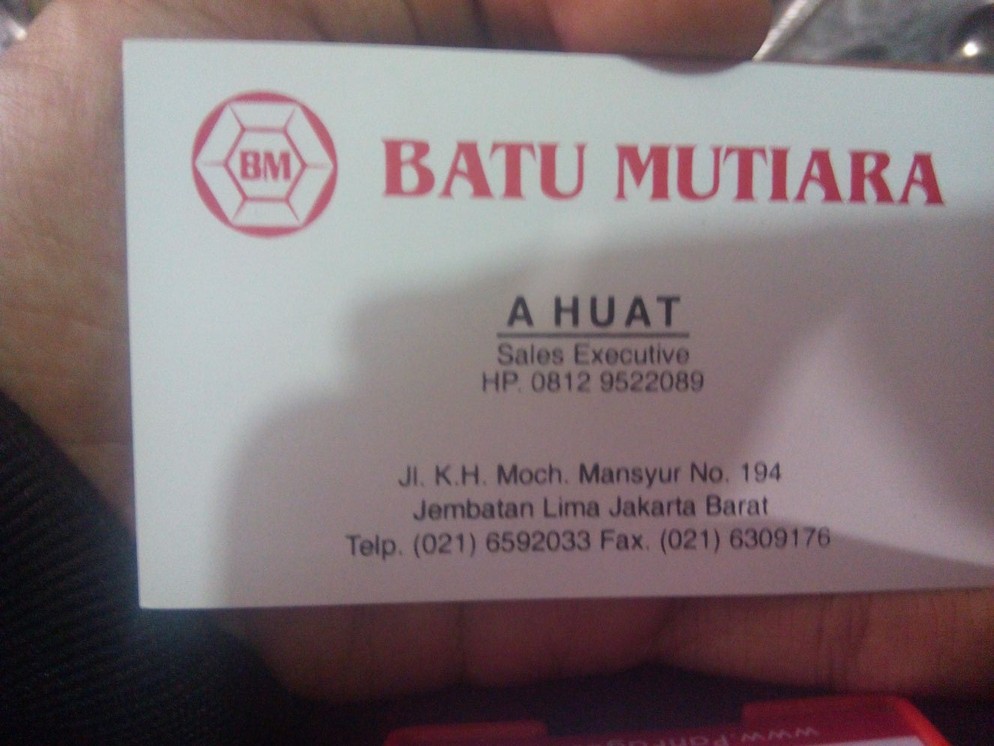 BM
BATU MUTIARA
A HUAT
Sales Executive
HP. 0812 9522089
Jl. K.H. Moch. Mansyur No. 194
Jembatan Lima Jakarta Barat
Telp. (021) 6592033 Fax. (021) 6309176